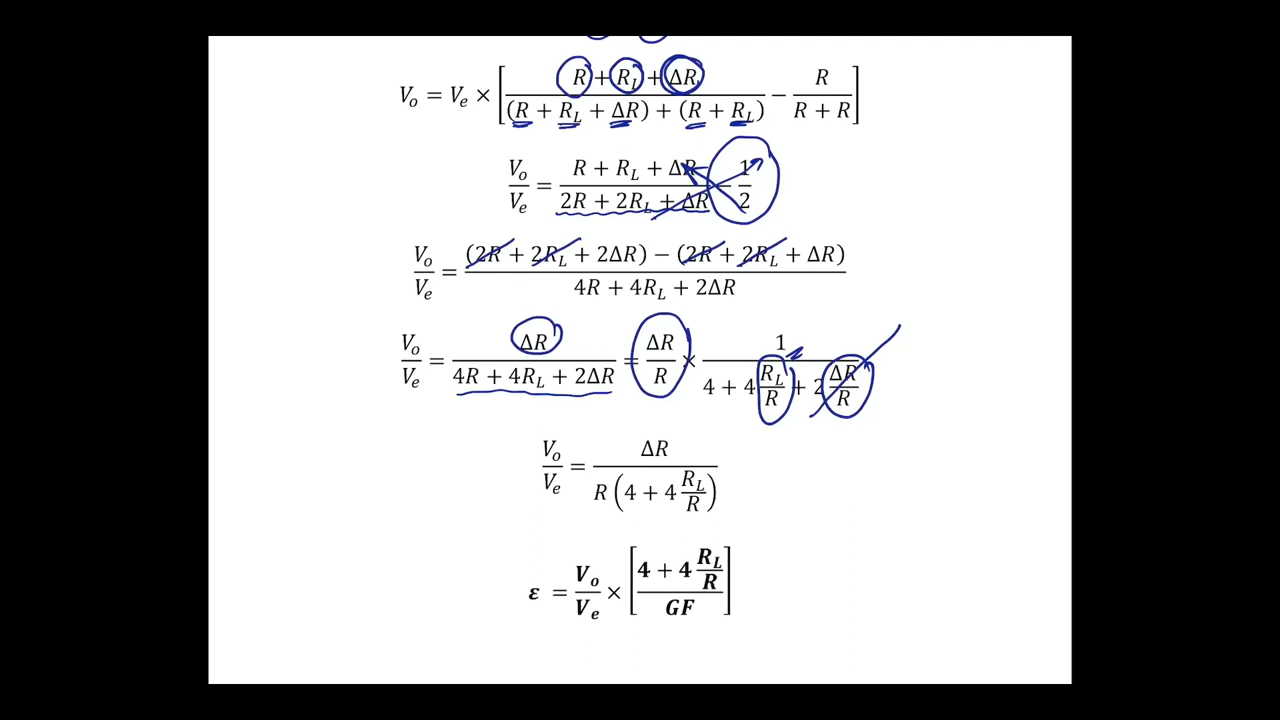 V_o = V_e × [ (R + R_L + ΔR) / ((R + R_L + ΔR) + (R + R_L)) − R / (R + R) ]
V_o / V_e = (R + R_L + ΔR) / (2R + 2R_L + ΔR) − 1 / 2
V_o / V_e = ((2R + 2R_L + 2ΔR) − (2R + 2R_L + ΔR)) / (4R + 4R_L + 2ΔR)
V_o / V_e = ΔR / (4R + 4R_L + 2ΔR) = ΔR / R × 1 / (4 + 4 R_L / R + 2 ΔR / R)
V_o / V_e = ΔR / (R (4 + 4 R_L / R))
ε = V_o / V_e × [ (4 + 4 R_L / R) / GF ]